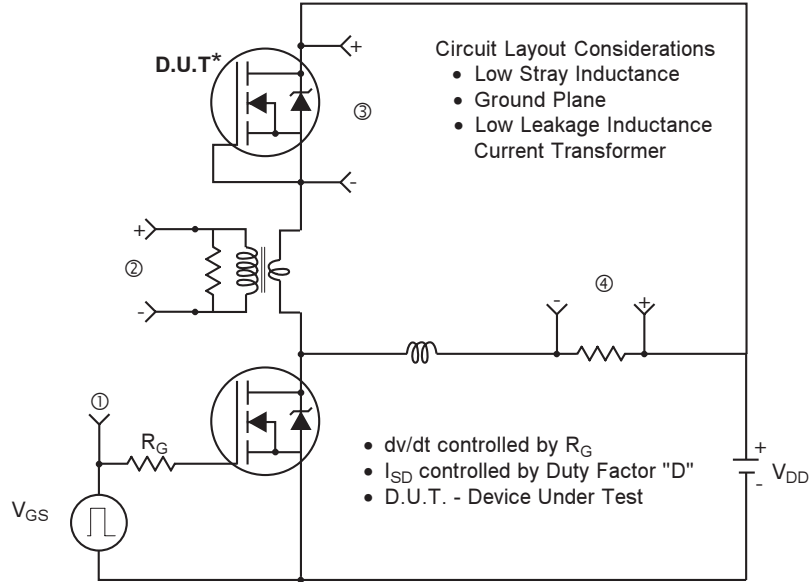 D.U.T*
+
Circuit Layout Considerations
• Low Stray Inductance
• Ground Plane
• Low Leakage Inductance
Current Transformer
③
-
+
②
-
④
-
+
①
R_G
V_GS
• dv/dt controlled by R_G
• I_SD controlled by Duty Factor "D"
• D.U.T. - Device Under Test
+
V_DD
-